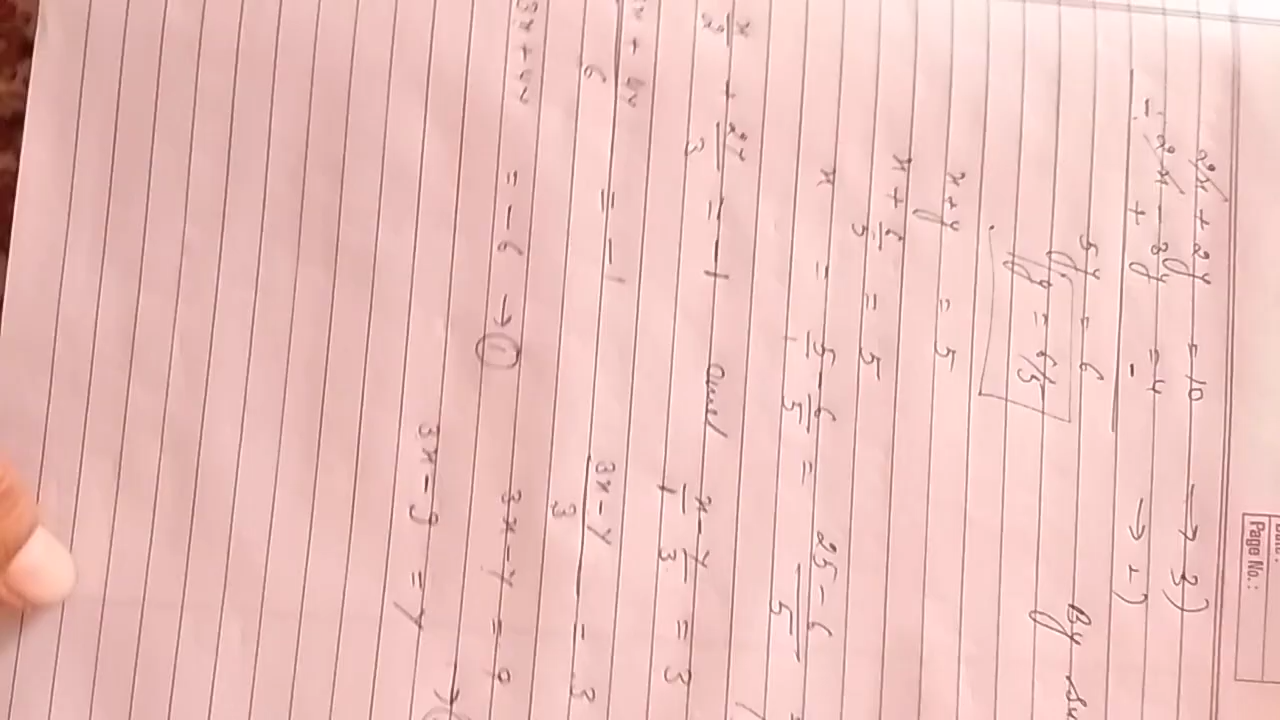 Page No.:
2x + 2y = 10 → 3)
2x - 3y = 4 → 2)
- + -
5y = 6
y = 6/5
By
x + y = 5
x + 6/5 = 5
x = 5/1 - 6/5 = 25 - 6 / 5
x/2 + 2y/3 = -1 and x/1 - y/3 = 3
+ 4y / 6 = -1 3x - y / 3 = 3
3x + 4y = -6 → ① 3x - y = 9
3x - 9 = y →